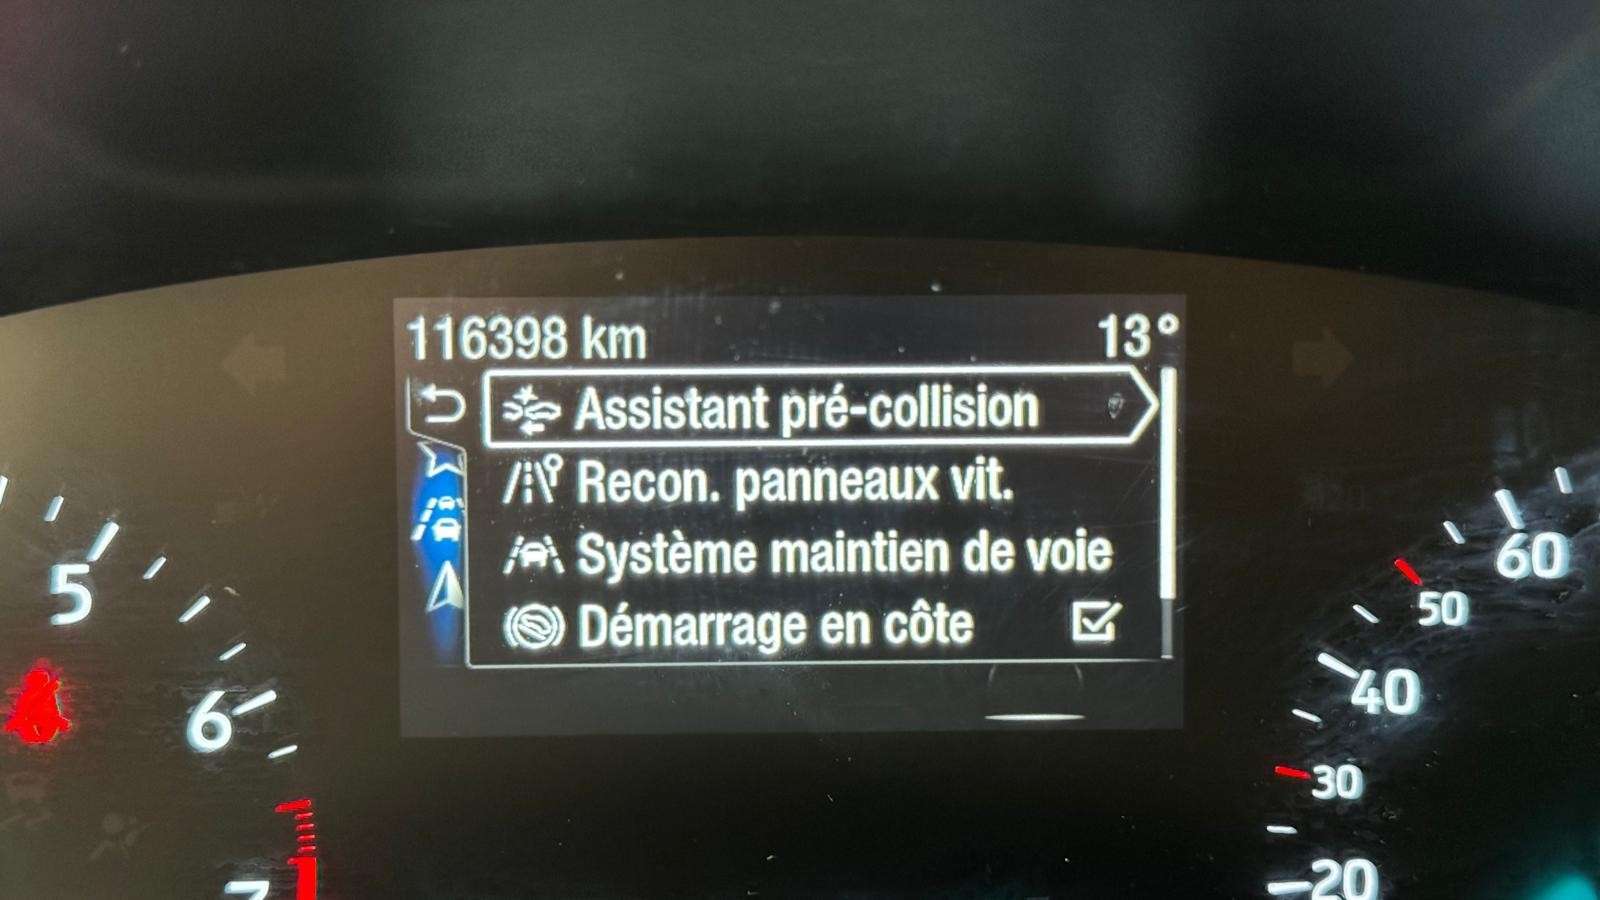 116398 km 13°
Assistant pré-collision
Recon. panneaux vit.
Système maintien de voie
Démarrage en côte
5
6
7
60
50
40
30
20